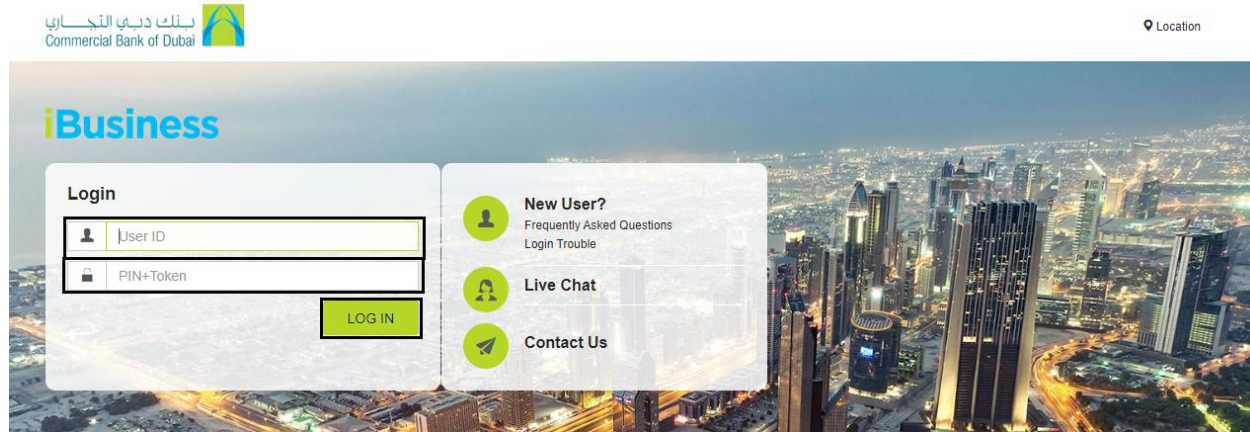 بنك دبي التجاري
Commercial Bank of Dubai
Location
iBusiness
Login
User ID
PIN+Token
LOG IN
New User?
Frequently Asked Questions
Login Trouble
Live Chat
Contact Us